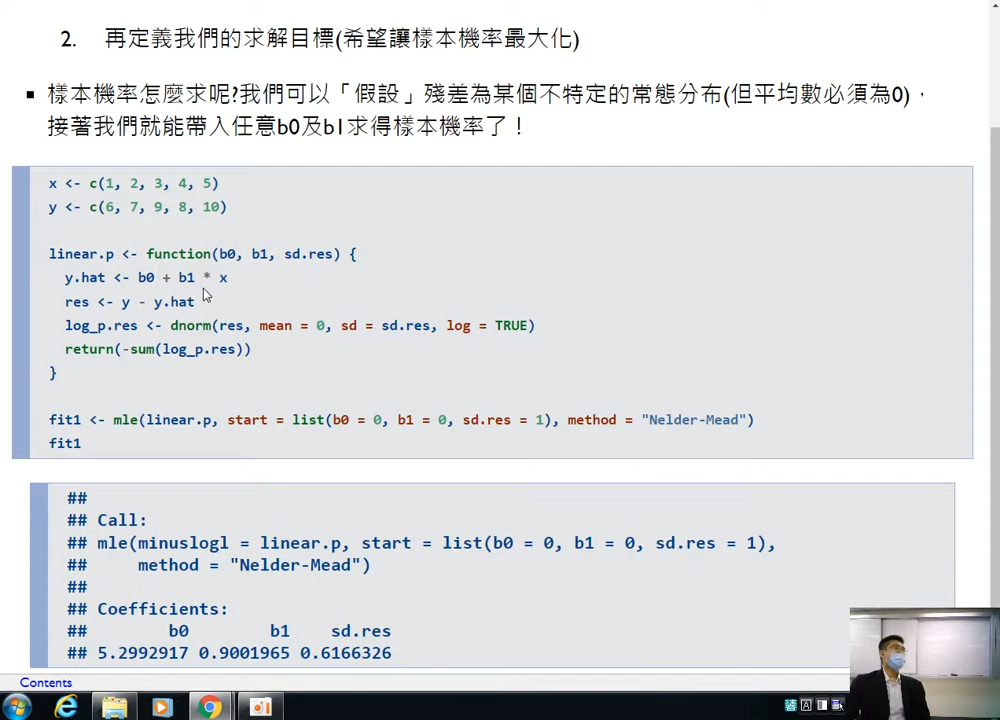 2. 再定義我們的求解目標(希望讓樣本機率最大化)
▪ 樣本機率怎麼求呢?我們可以「假設」殘差為某個不特定的常態分布(但平均數必須為0)，
接著我們就能帶入任意b0及b1求得樣本機率了！
x <- c(1, 2, 3, 4, 5)
y <- c(6, 7, 9, 8, 10)
linear.p <- function(b0, b1, sd.res) {
y.hat <- b0 + b1 * x
res <- y - y.hat
log_p.res <- dnorm(res, mean = 0, sd = sd.res, log = TRUE)
return(-sum(log_p.res))
}
fit1 <- mle(linear.p, start = list(b0 = 0, b1 = 0, sd.res = 1), method = "Nelder-Mead")
fit1
##
## Call:
## mle(minuslogl = linear.p, start = list(b0 = 0, b1 = 0, sd.res = 1),
##     method = "Nelder-Mead")
##
## Coefficients:
##        b0        b1    sd.res
## 5.2992917 0.9001965 0.6166326
Contents